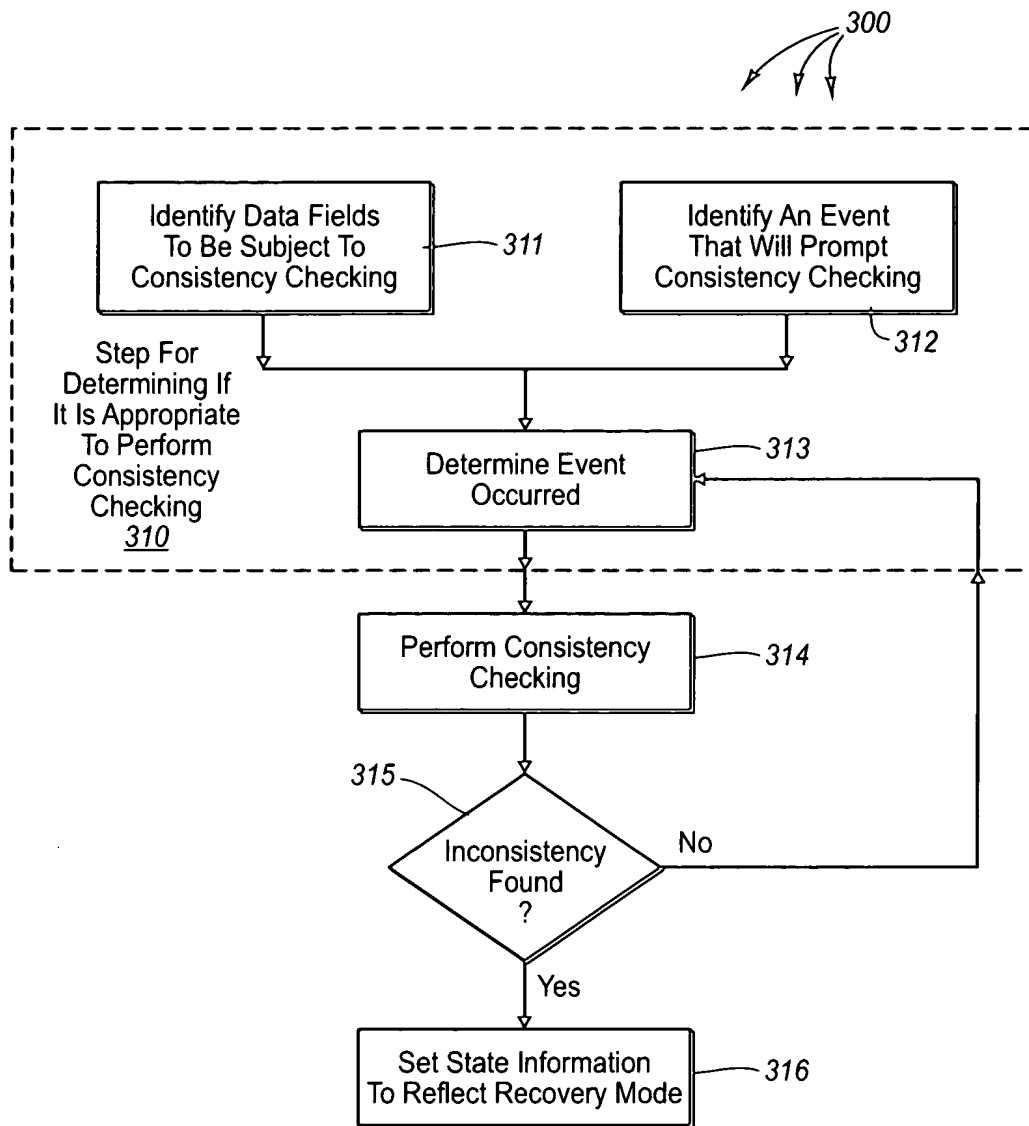 300
Identify Data Fields
To Be Subject To
Consistency Checking
311
Identify An Event
That Will Prompt
Consistency Checking
312
Step For
Determining If
It Is Appropriate
To Perform
Consistency
Checking
310
Determine Event
Occurred
313
Perform Consistency
Checking
314
315
Inconsistency
Found
?
No
Yes
Set State Information
To Reflect Recovery Mode
316